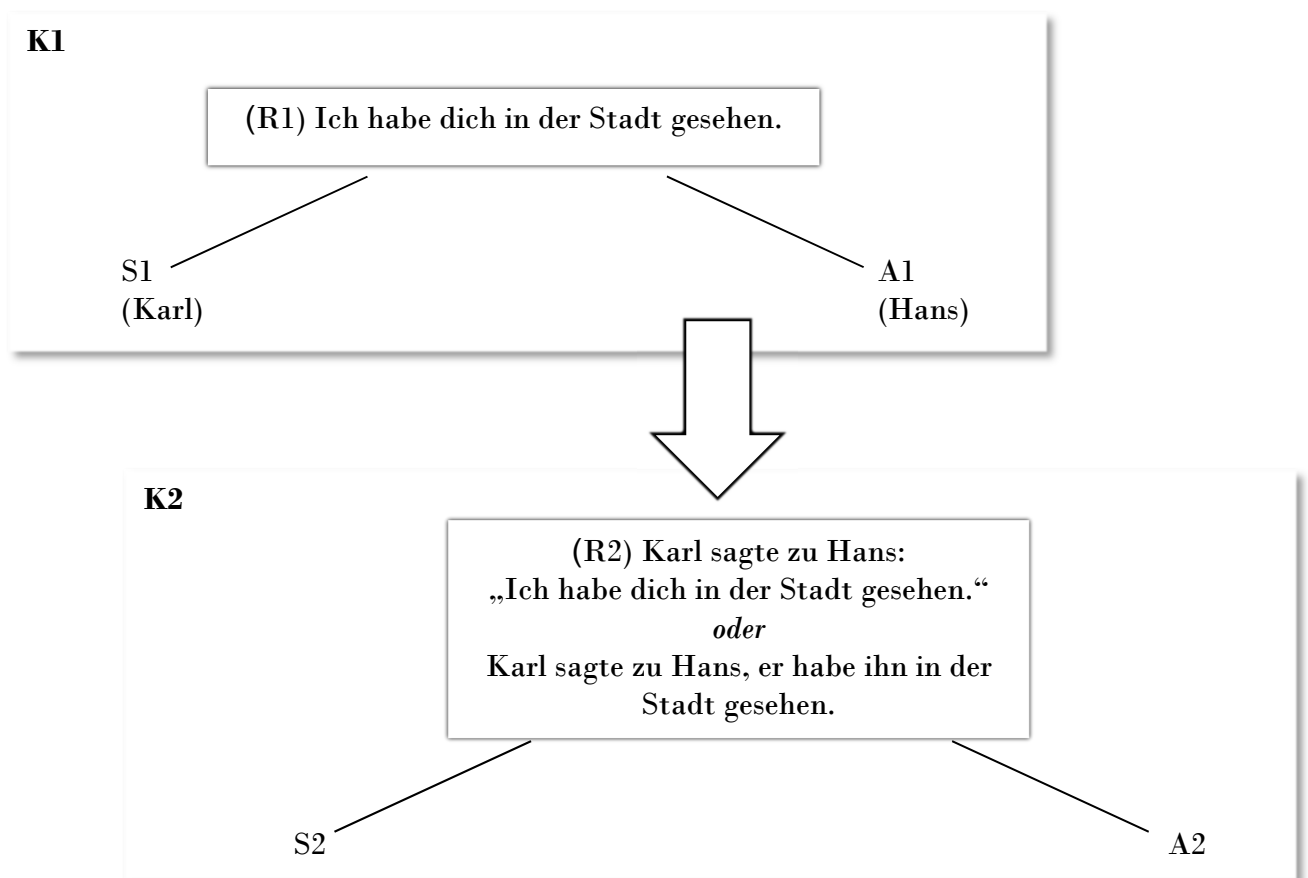 K1
(R1) Ich habe dich in der Stadt gesehen.
S1
(Karl)
A1
(Hans)
K2
(R2) Karl sagte zu Hans:
„Ich habe dich in der Stadt gesehen.“
oder
Karl sagte zu Hans, er habe ihn in der
Stadt gesehen.
S2
A2